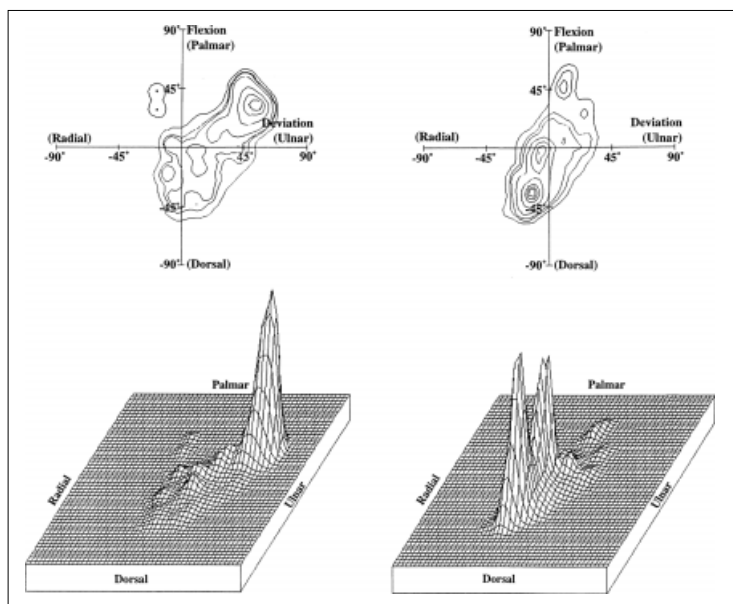 90˚ Flexion
(Palmar)
45˚
Deviation
(Radial) (Ulnar)
-90˚ -45˚ 45˚ 90˚
-45˚
-90˚ (Dorsal)
90˚ Flexion
(Palmar)
45˚
Deviation
(Radial) (Ulnar)
-90˚ -45˚ 45˚ 90˚
-45˚
-90˚ (Dorsal)
Palmar
Radial
Ulnar
Dorsal
Palmar
Radial
Ulnar
Dorsal